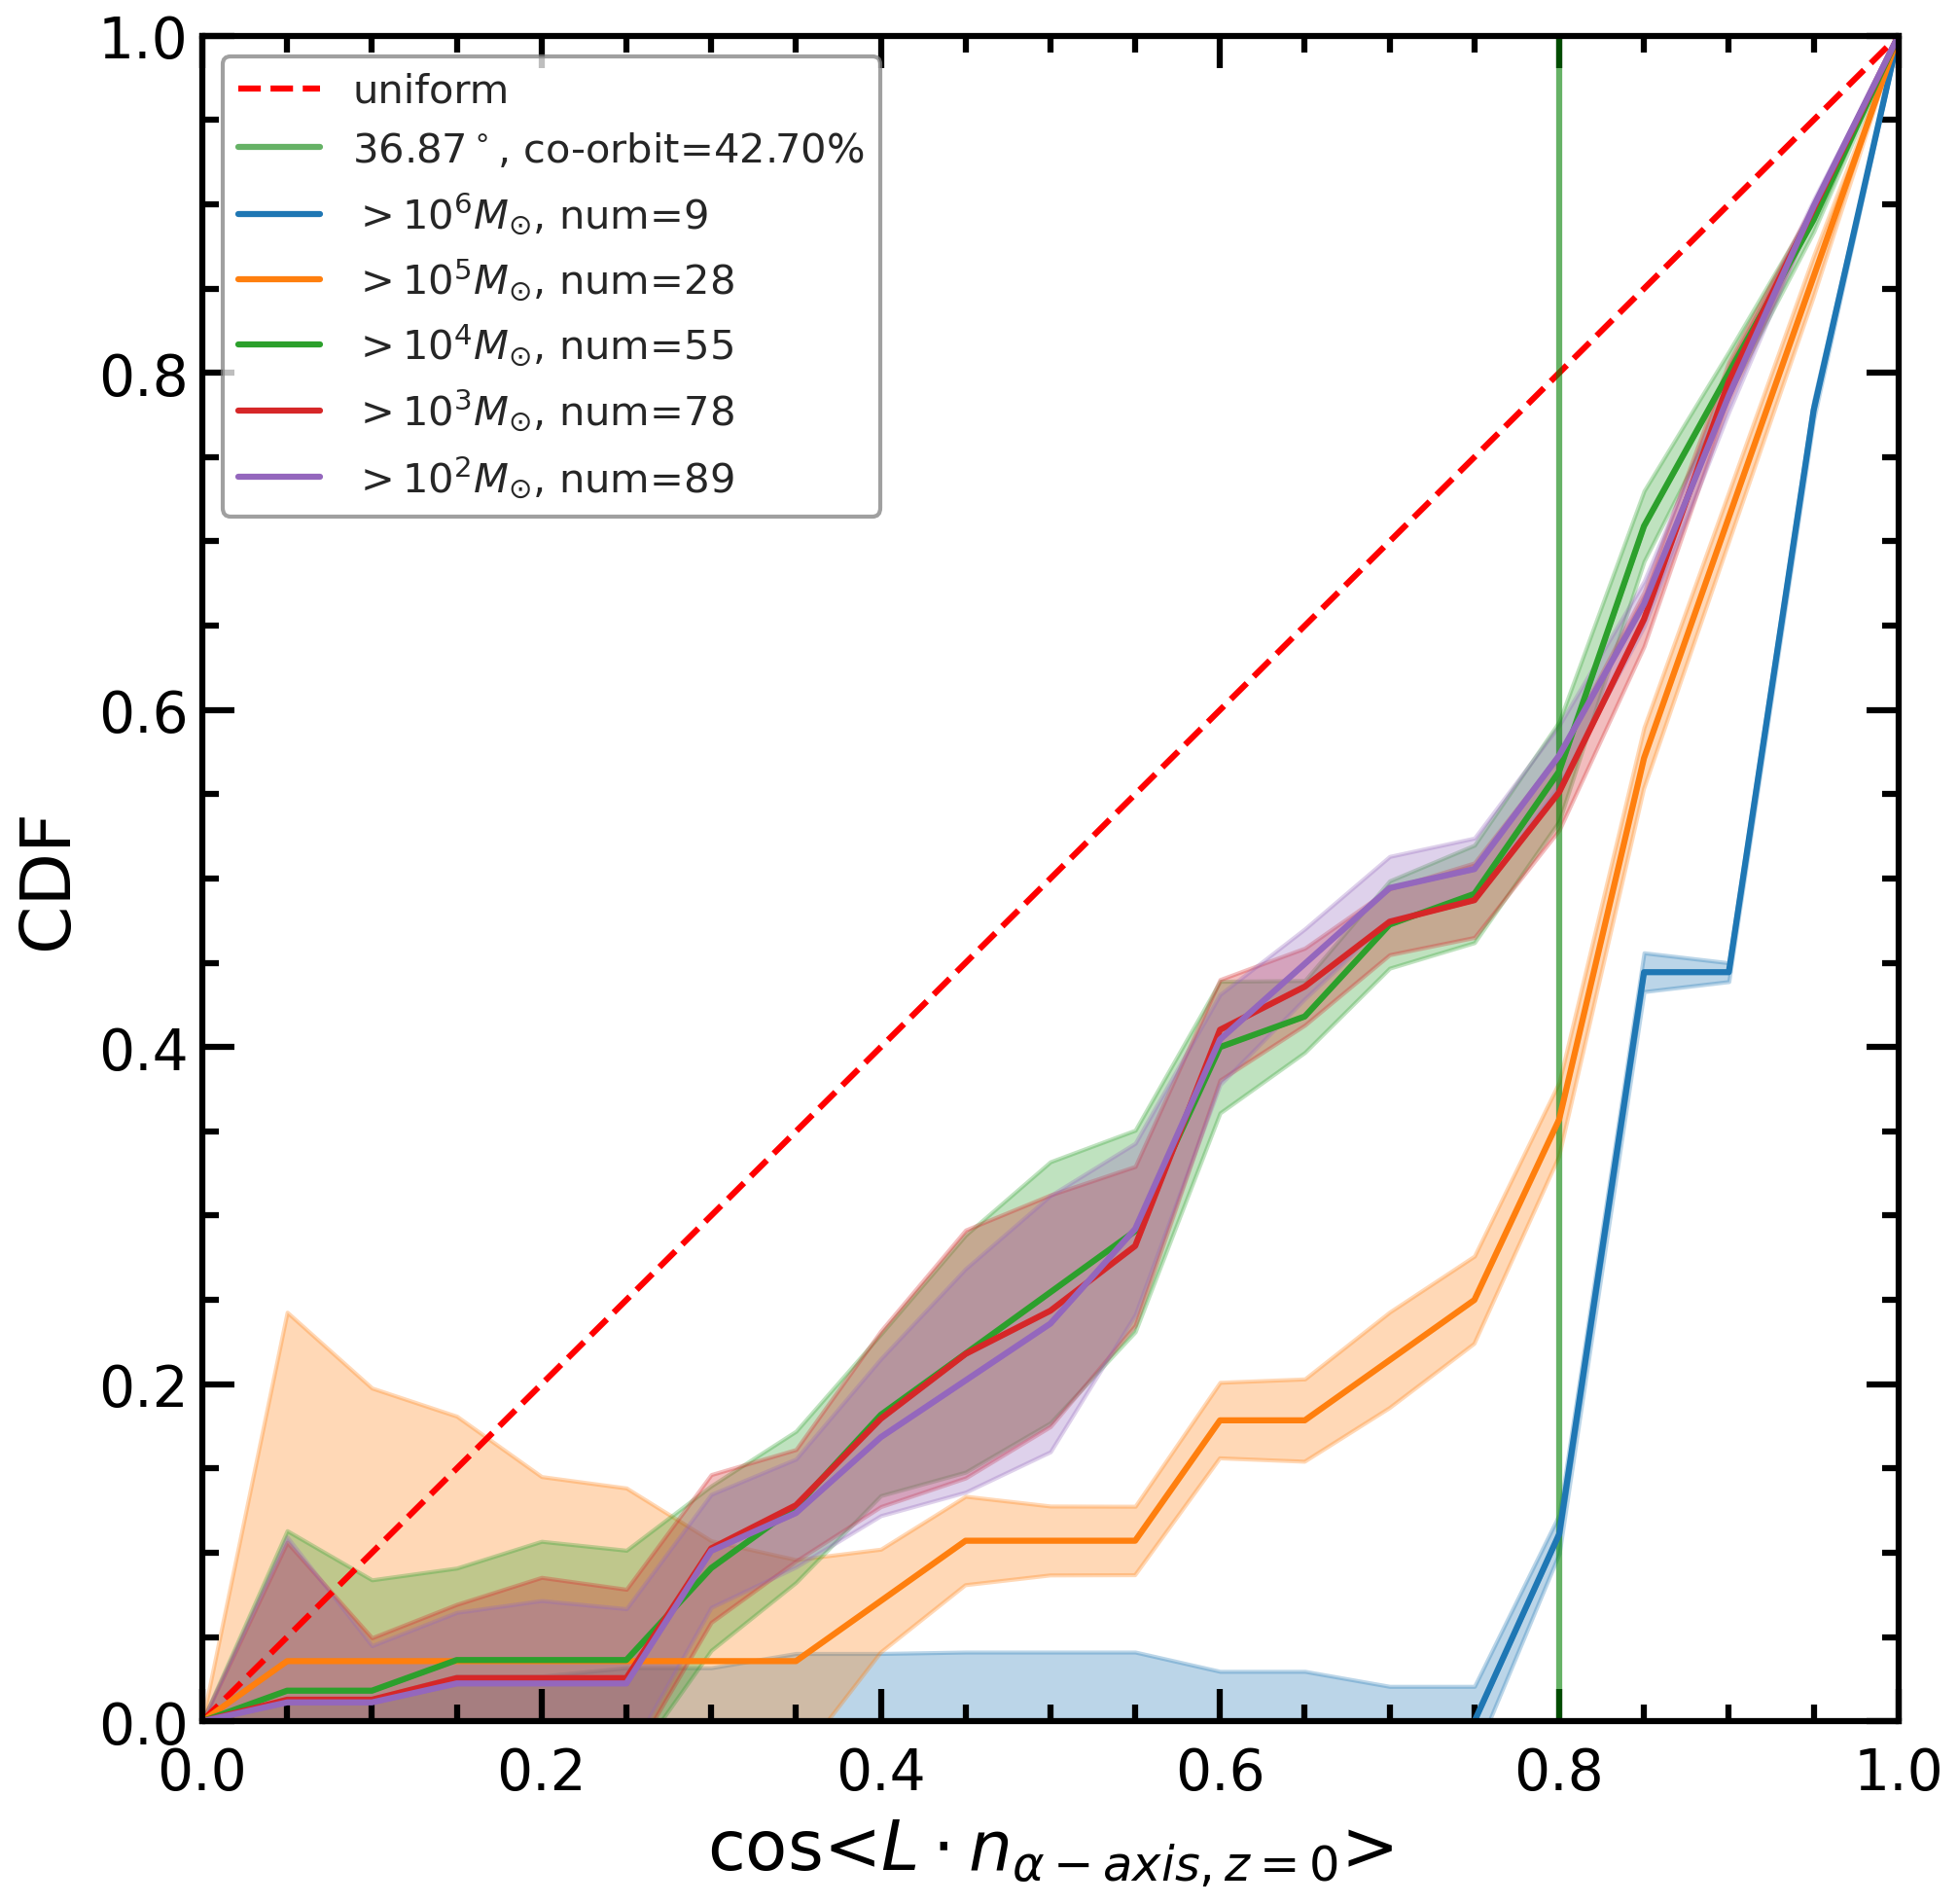 1.0
0.8
0.6
0.4
0.2
0.0
CDF
uniform
36.87°, co-orbit=42.70%
>10⁶M⊙, num=9
>10⁵M⊙, num=28
>10⁴M⊙, num=55
>10³M⊙, num=78
>10²M⊙, num=89
0.0 0.2 0.4 0.6 0.8 1.0
cos<L · n_{α−axis, z=0}>